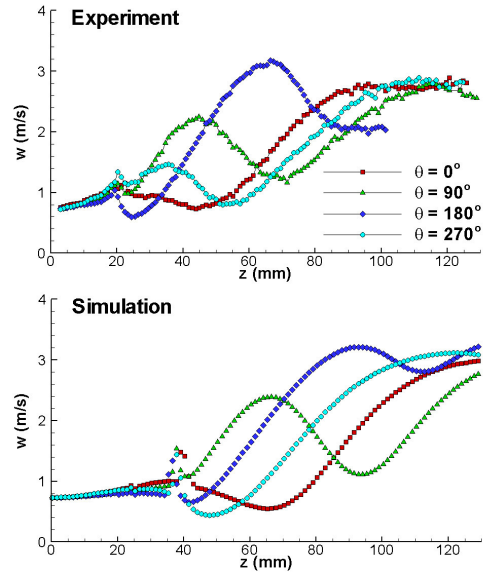 Experiment
4
3
2
1
0
w (m/s)
0 20 40 60 80 100 120
z (mm)
θ = 0°
θ = 90°
θ = 180°
θ = 270°
Simulation
4
3
2
1
0
w (m/s)
0 20 40 60 80 100 120
z (mm)